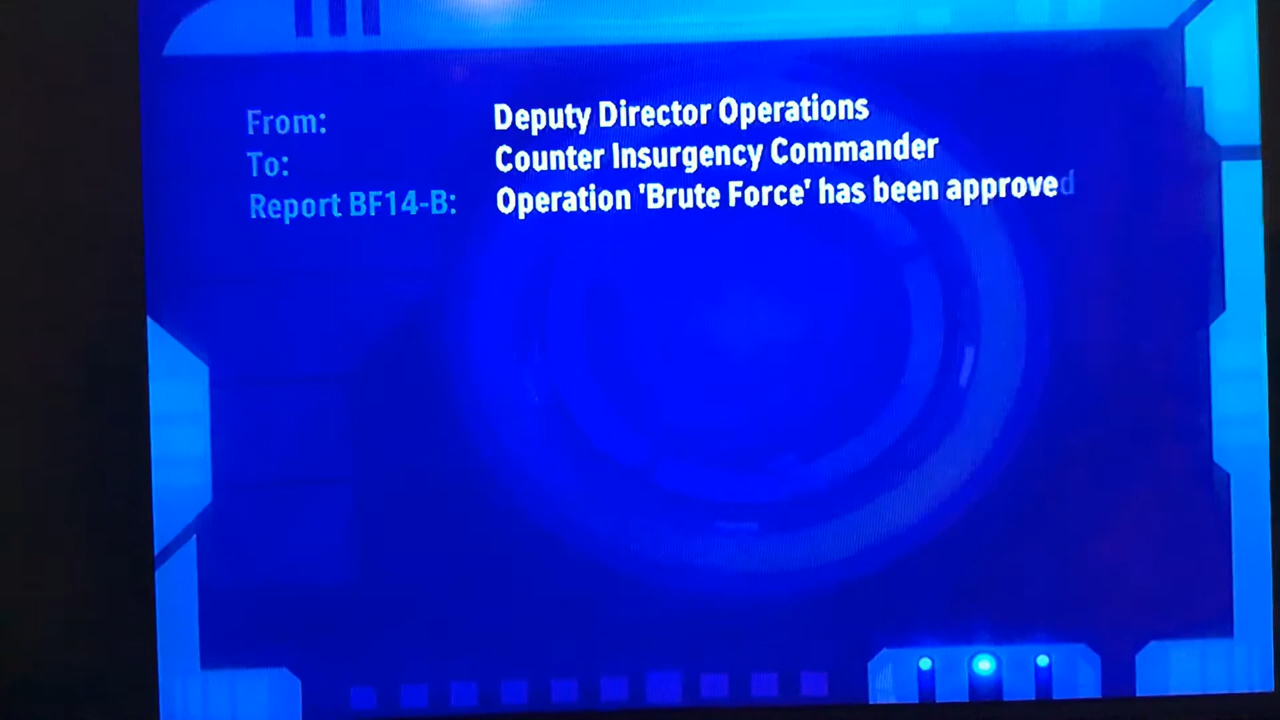 From: Deputy Director Operations
To: Counter Insurgency Commander
Report BF14-B: Operation 'Brute Force' has been approved